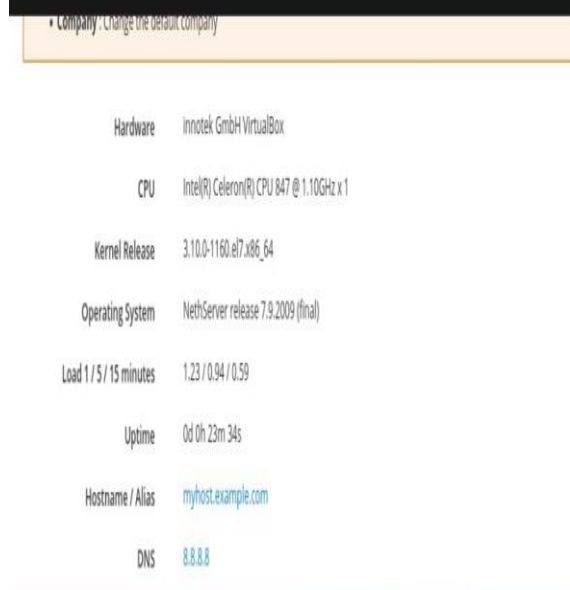 • Company : Change the default company
Hardware innotek GmbH VirtualBox
CPU Intel(R) Celeron(R) CPU 847 @ 1.10GHz x 1
Kernel Release 3.10.0-1160.el7.x86_64
Operating System NethServer release 7.9.2009 (final)
Load 1 / 5 / 15 minutes 1.23 / 0.94 / 0.59
Uptime 0d 0h 23m 34s
Hostname / Alias myhost.example.com
DNS 8.8.8.8